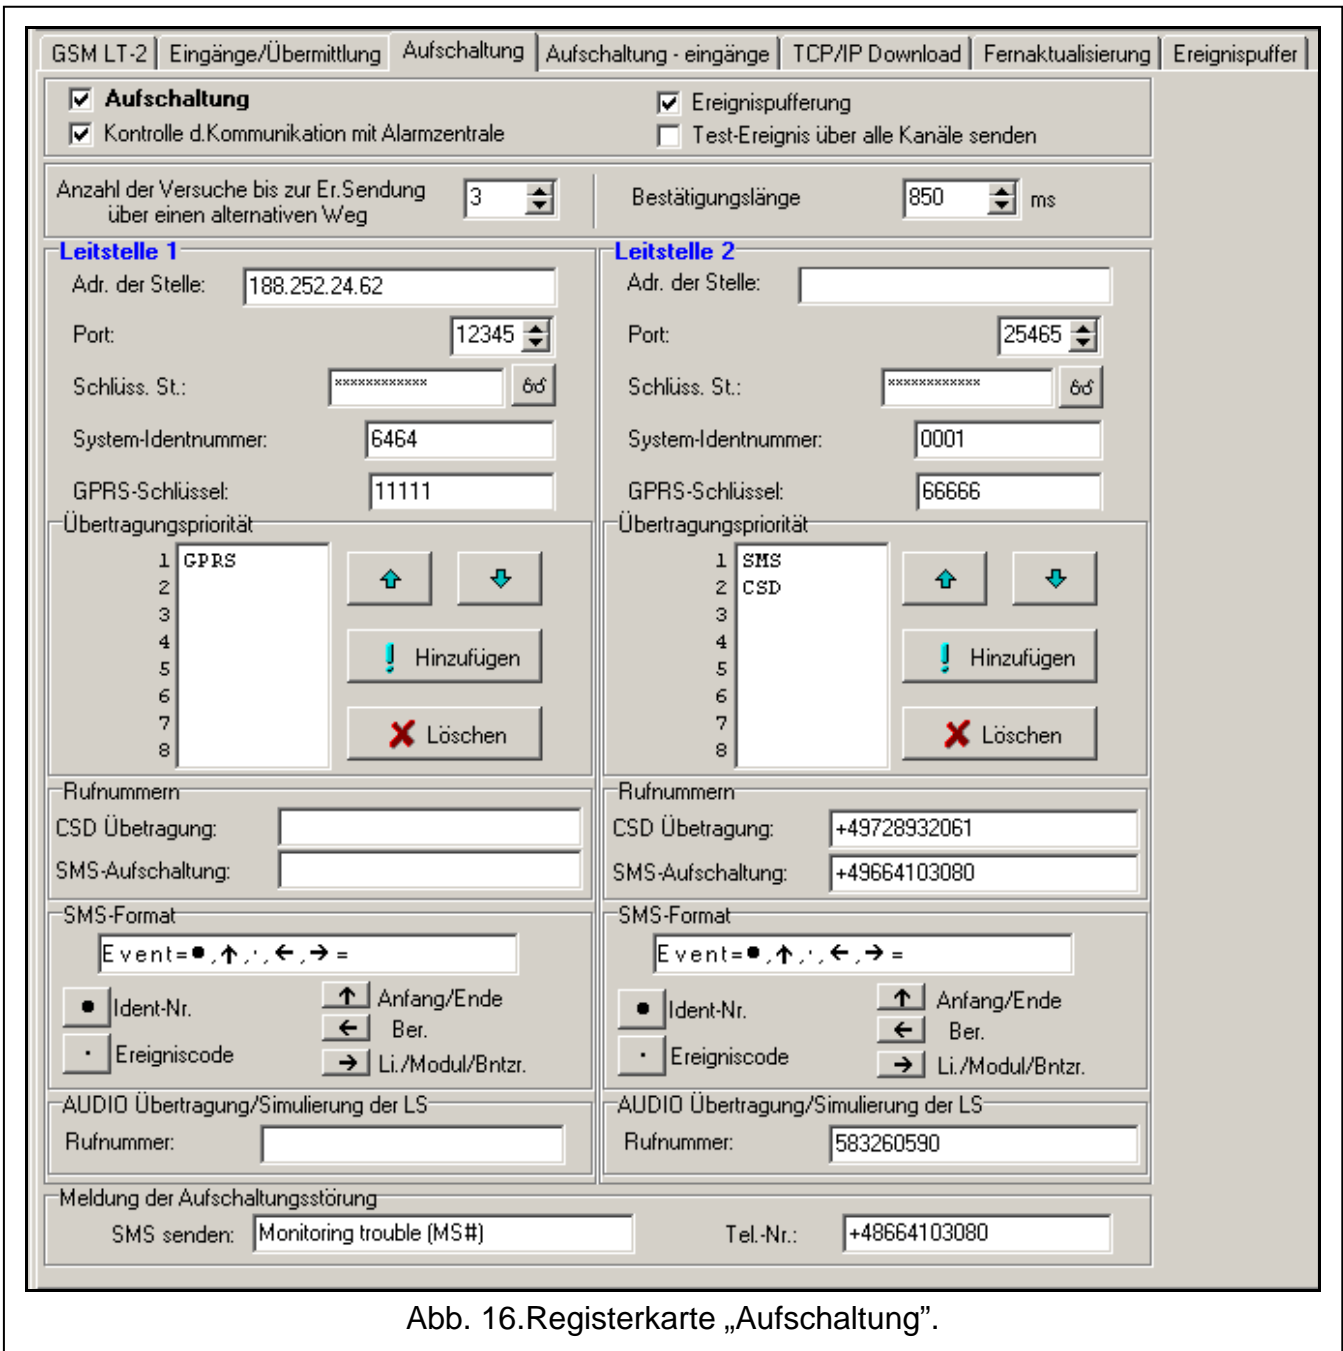 GSM LT-2 Eingänge/Übermittlung Aufschaltung Aufschaltung - eingänge TCP/IP Download Fernaktualisierung Ereignispuffer
Aufschaltung
Ereignispufferung
Kontrolle d.Kommunikation mit Alarmzentrale
Test-Ereignis über alle Kanäle senden
Anzahl der Versuche bis zur Er.Sendung
über einen alternativen Weg
3
Bestätigungslänge
850 ms
Leitstelle 1
Adr. der Stelle: 188.252.24.62
Port: 12345
Schlüss. St.: ************
System-Identnummer: 6464
GPRS-Schlüssel: 11111
Übertragungspriorität
1 GPRS
2
3
4
5
6
7
8
Hinzufügen
Löschen
Rufnummern
CSD Übetragung:
SMS-Aufschaltung:
SMS-Format
Event=●,↑,·,←,→=
● Ident-Nr.
↑ Anfang/Ende
← Ber.
· Ereigniscode
→ Li./Modul/Bntzr.
AUDIO Übertragung/Simulierung der LS
Rufnummer:
Leitstelle 2
Adr. der Stelle:
Port: 25465
Schlüss. St.: ************
System-Identnummer: 0001
GPRS-Schlüssel: 66666
Übertragungspriorität
1 SMS
2 CSD
3
4
5
6
7
8
Hinzufügen
Löschen
Rufnummern
CSD Übetragung: +49728932061
SMS-Aufschaltung: +49664103080
SMS-Format
Event=●,↑,·,←,→=
● Ident-Nr.
↑ Anfang/Ende
← Ber.
· Ereigniscode
→ Li./Modul/Bntzr.
AUDIO Übertragung/Simulierung der LS
Rufnummer: 583260590
Meldung der Aufschaltungsstörung
SMS senden: Monitoring trouble (MS#)
Tel.-Nr.: +48664103080
Abb. 16.Registerkarte „Aufschaltung”.